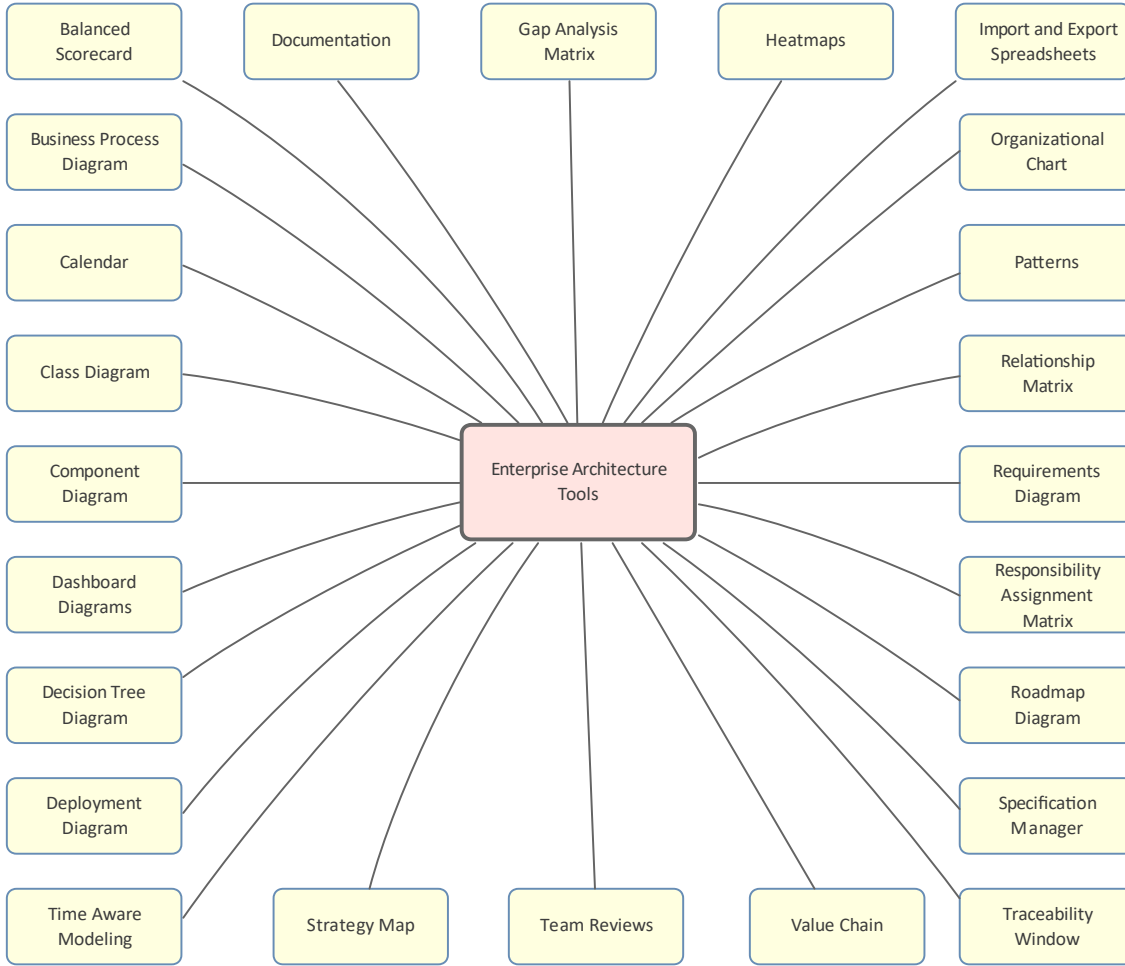 Balanced
Scorecard
Documentation
Gap Analysis
Matrix
Heatmaps
Import and Export
Spreadsheets
Business Process
Diagram
Organizational
Chart
Calendar
Patterns
Class Diagram
Relationship
Matrix
Component
Diagram
Enterprise Architecture
Tools
Requirements
Diagram
Dashboard
Diagrams
Responsibility
Assignment
Matrix
Decision Tree
Diagram
Roadmap
Diagram
Deployment
Diagram
Specification
Manager
Time Aware
Modeling
Strategy Map
Team Reviews
Value Chain
Traceability
Window